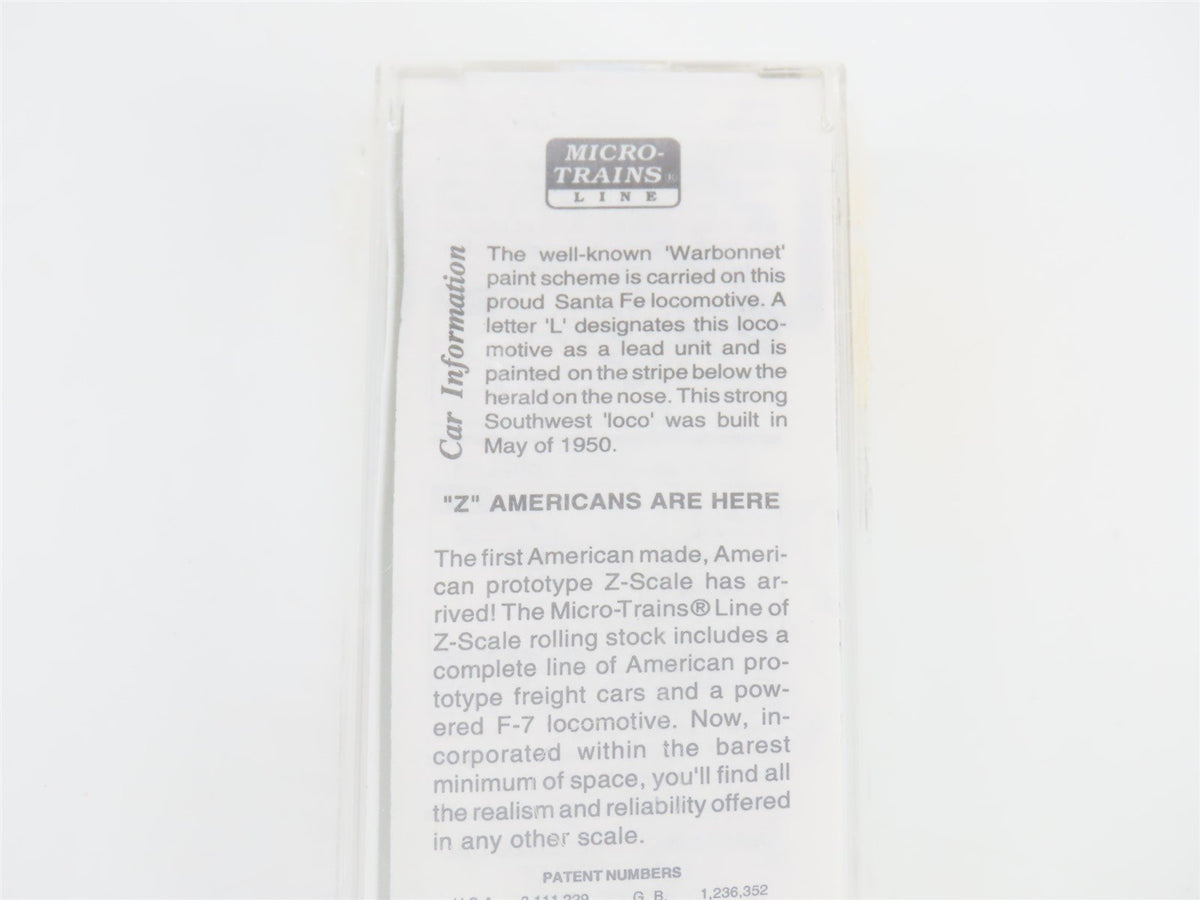 MICRO-
TRAINS®
LINE
Car Information
The well-known 'Warbonnet'
paint scheme is carried on this
proud Santa Fe locomotive. A
letter 'L' designates this loco-
motive as a lead unit and is
painted on the stripe below the
herald on the nose. This strong
Southwest 'loco' was built in
May of 1950.
"Z" AMERICANS ARE HERE
The first American made, Ameri-
can prototype Z-Scale has ar-
rived! The Micro-Trains® Line of
Z-Scale rolling stock includes a
complete line of American pro-
totype freight cars and a pow-
ered F-7 locomotive. Now, in-
corporated within the barest
minimum of space, you'll find all
the realism and reliability offered
in any other scale.
PATENT NUMBERS
G. B. 1,236,352